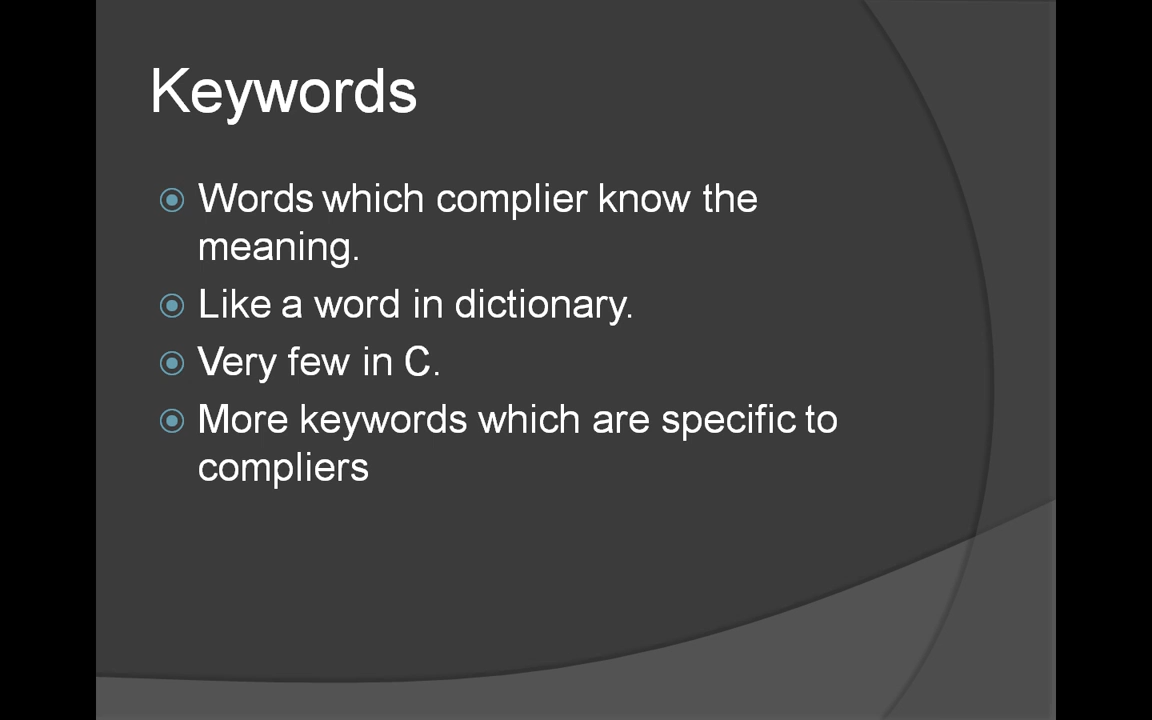 Keywords
Words which complier know the
meaning.
Like a word in dictionary.
Very few in C.
More keywords which are specific to
compliers